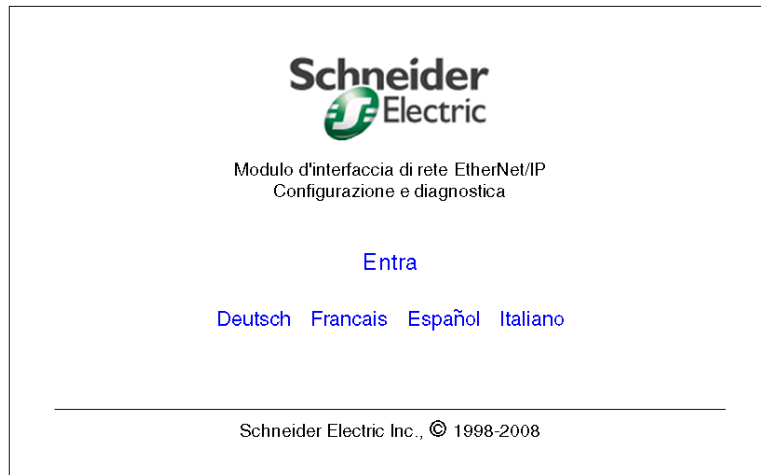 Schneider
Electric
Modulo d'interfaccia di rete EtherNet/IP
Configurazione e diagnostica
Entra
Deutsch Francais Español Italiano
Schneider Electric Inc., © 1998-2008